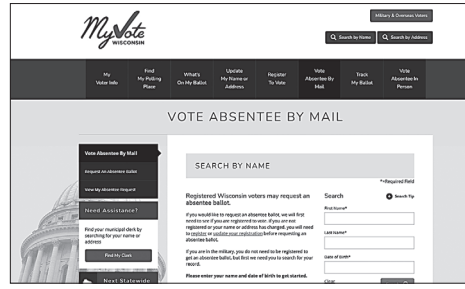 MyVote
WISCONSIN
Military & Overseas Voters
Search by Name
Search by Address
My
Voter Info
Find
My Polling
Place
What's
On My Ballot
Update
My Name or
Address
Register
To Vote
Vote
Absentee By
Mail
Track
My Ballot
Vote
Absentee In
Person
VOTE ABSENTEE BY MAIL
Vote Absentee By Mail
Request An Absentee Ballot
View My Absentee Request
Need Assistance?
Find your municipal clerk by
searching for your name or
address
Find My Clerk
Next Statewide
SEARCH BY NAME
*=Required Field
Registered Wisconsin voters may request an
absentee ballot.
If you would like to request an absentee ballot, we will first
need to see if you are registered to vote. If you are not
registered or your name or address has changed, you will need
to register or update your registration before requesting an
absentee ballot.
If you are in the military, you do not need to be registered to
get an absentee ballot, but first we need you to search for your
record.
Please enter your name and date of birth to get started.
Search
Search Tip
First Name*
Last Name*
Date of Birth*
Clear